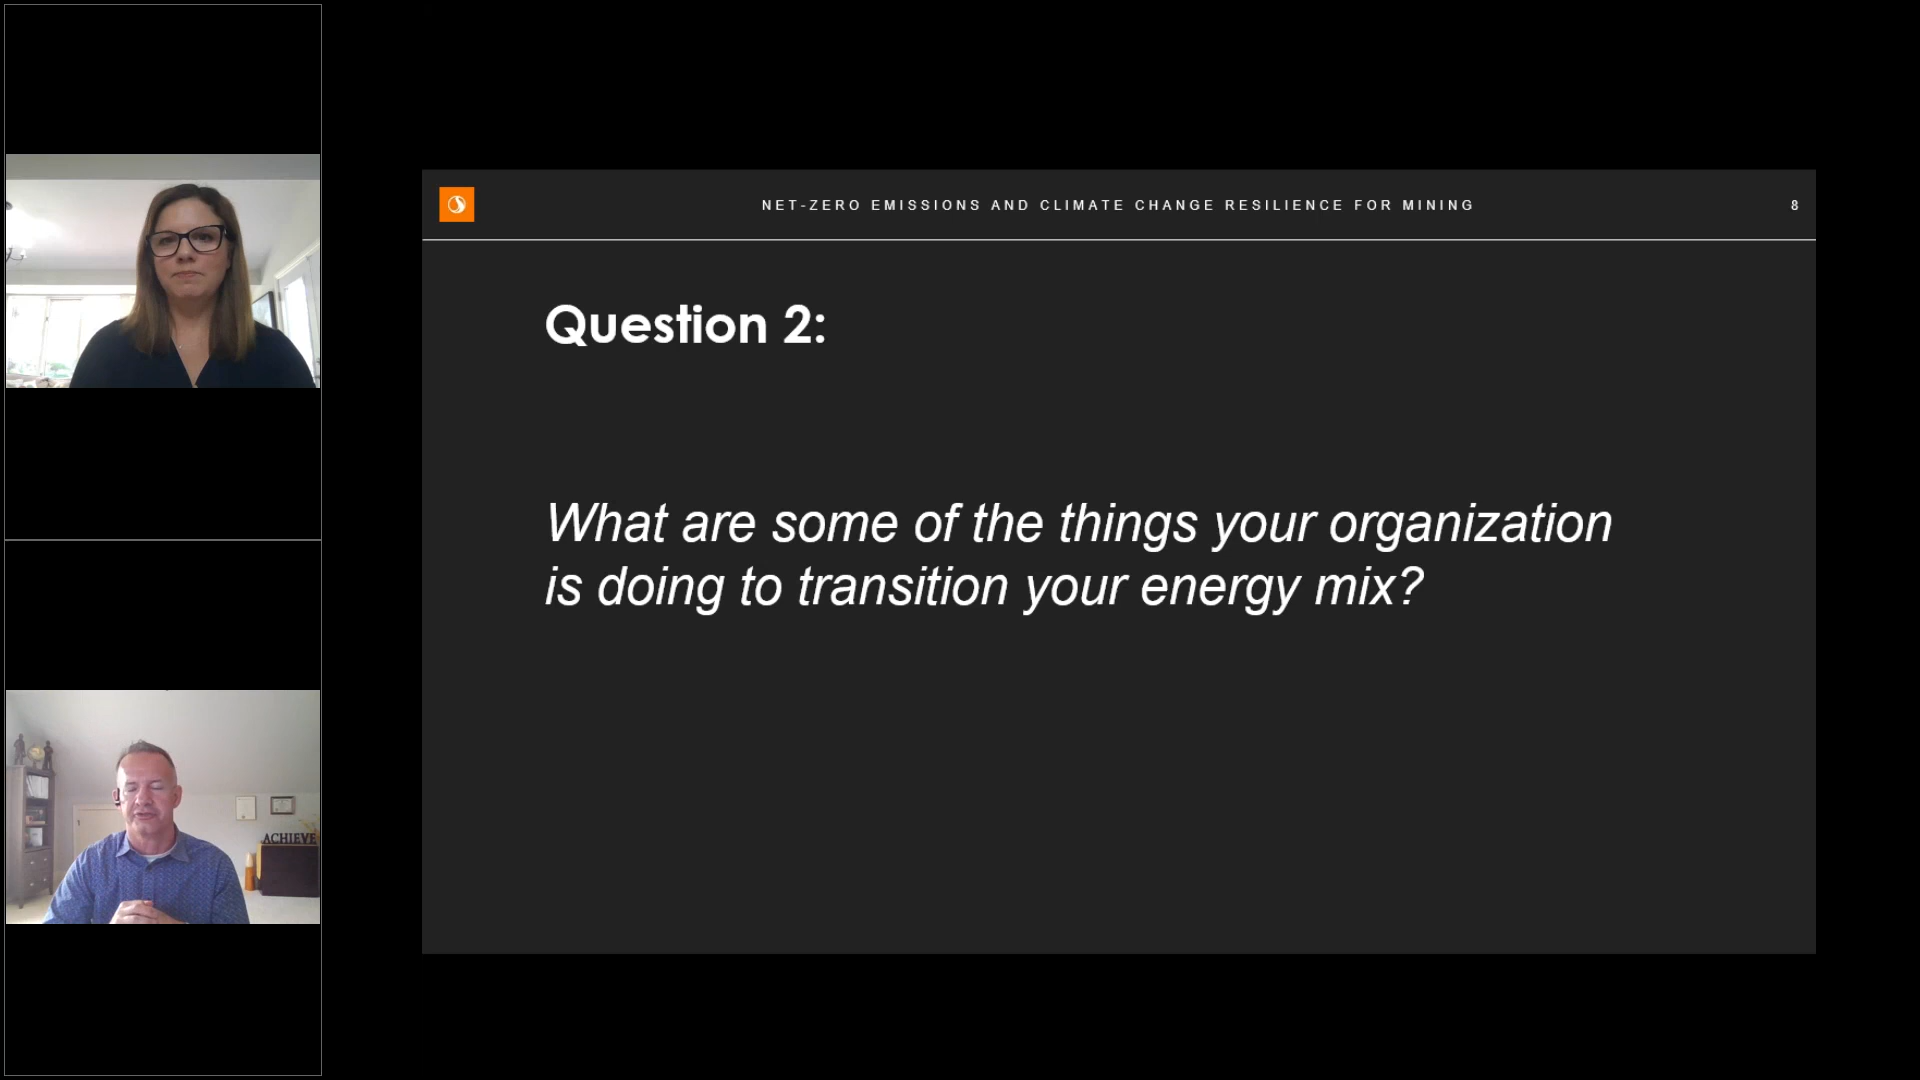 NET-ZERO EMISSIONS AND CLIMATE CHANGE RESILIENCE FOR MINING
8
Question 2:
What are some of the things your organization
is doing to transition your energy mix?
ACHIEVE